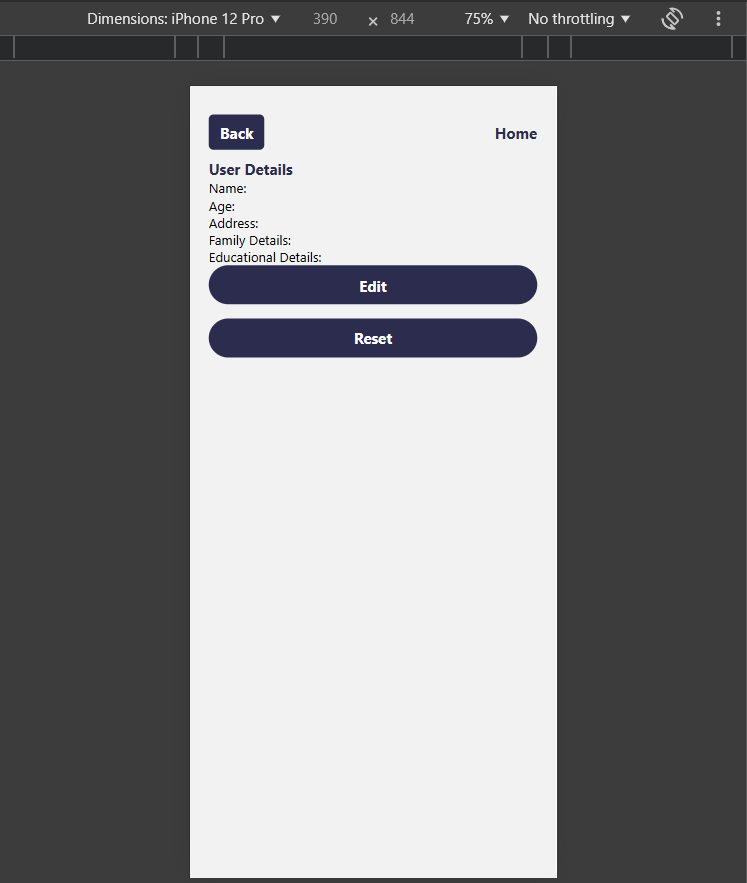 Dimensions: iPhone 12 Pro ▼ 390 × 844 75% ▼ No throttling ▼
Back Home
User Details
Name:
Age:
Address:
Family Details:
Educational Details:
Edit
Reset